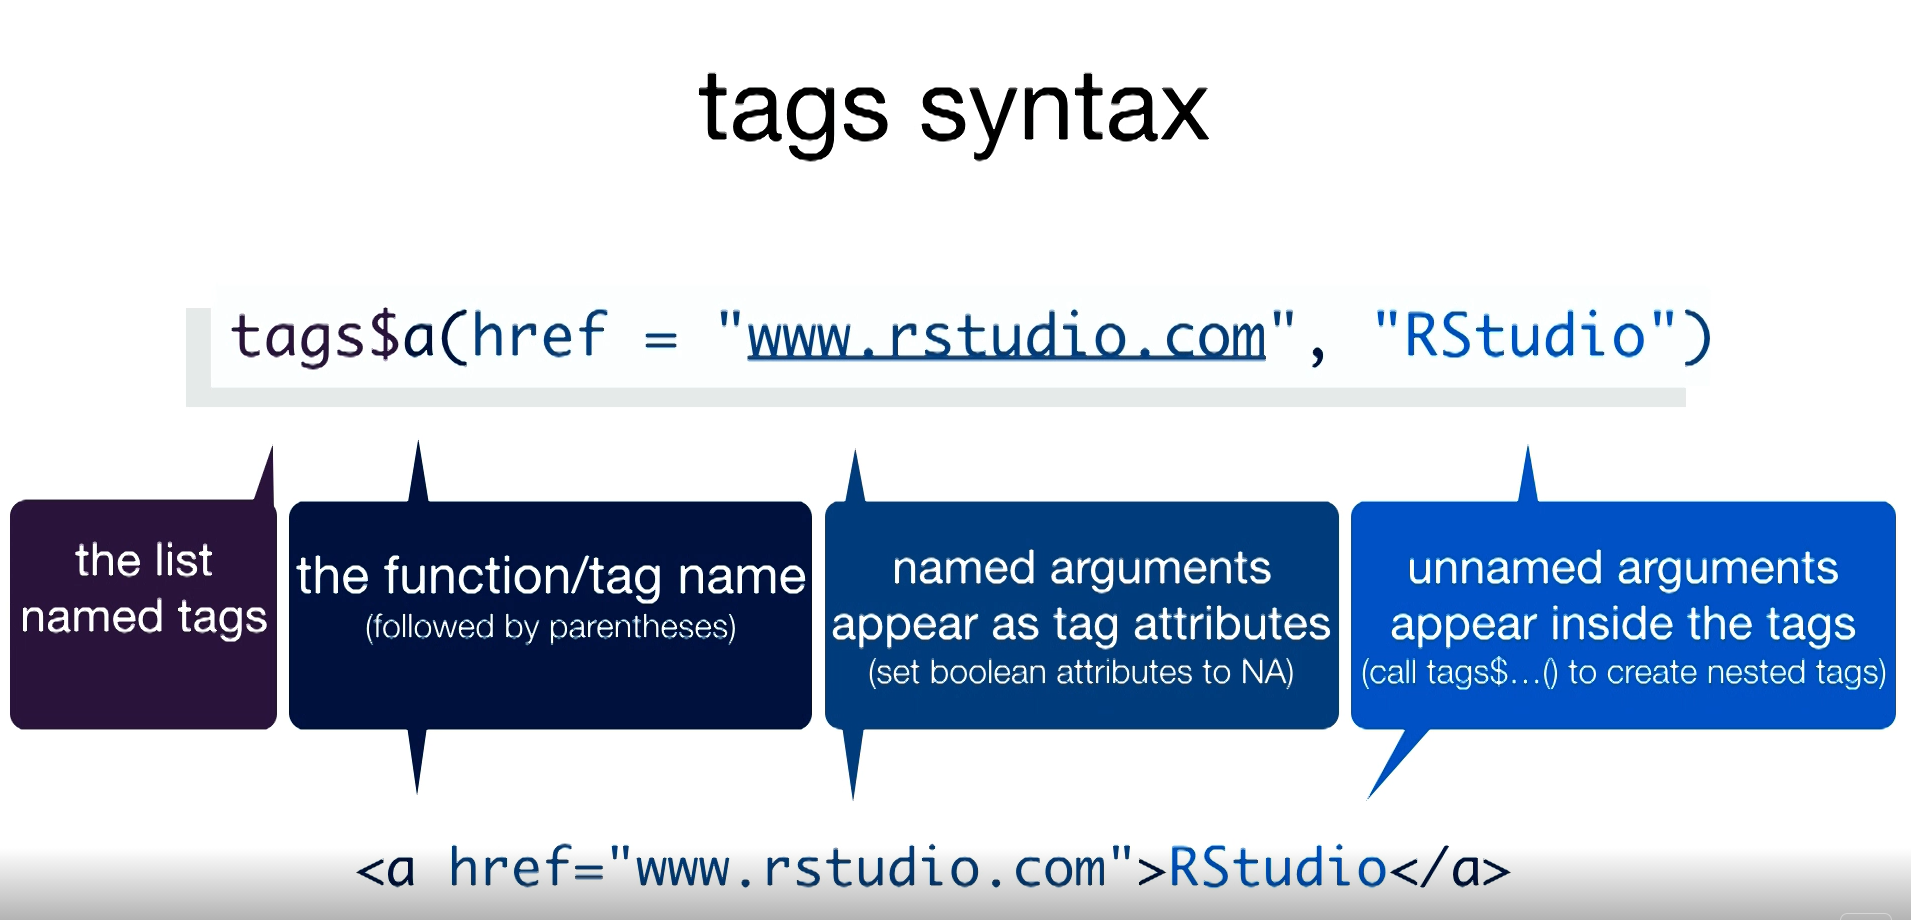 tags syntax
tags$a(href = "www.rstudio.com", "RStudio")
the list
named tags
the function/tag name
(followed by parentheses)
named arguments
appear as tag attributes
(set boolean attributes to NA)
unnamed arguments
appear inside the tags
(call tags$...() to create nested tags)
<a href="www.rstudio.com">RStudio</a>